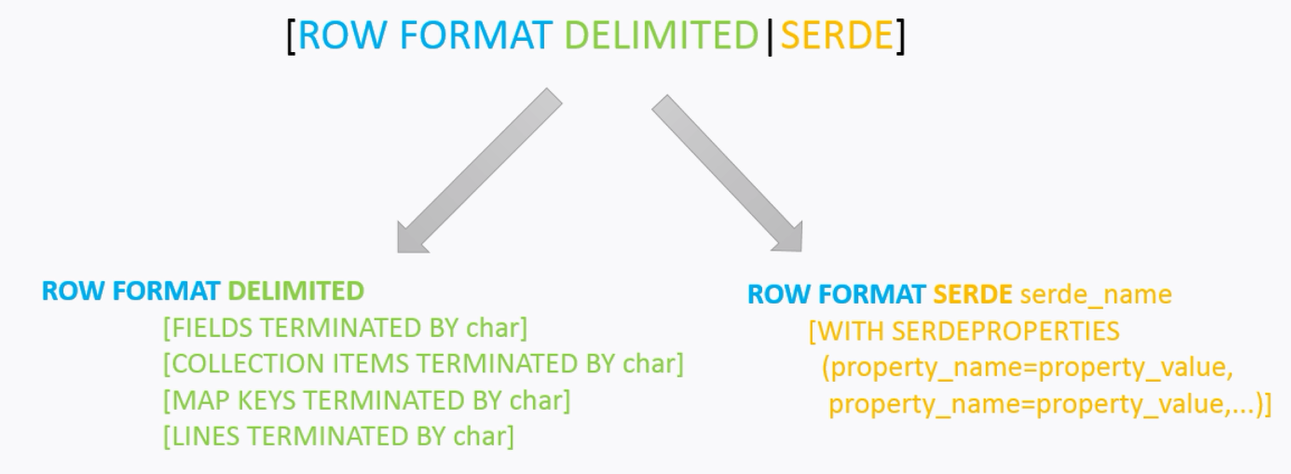 [ROW FORMAT DELIMITED|SERDE]
ROW FORMAT DELIMITED
[FIELDS TERMINATED BY char]
[COLLECTION ITEMS TERMINATED BY char]
[MAP KEYS TERMINATED BY char]
[LINES TERMINATED BY char]
ROW FORMAT SERDE serde_name
[WITH SERDEPROPERTIES
(property_name=property_value,
property_name=property_value,...)]